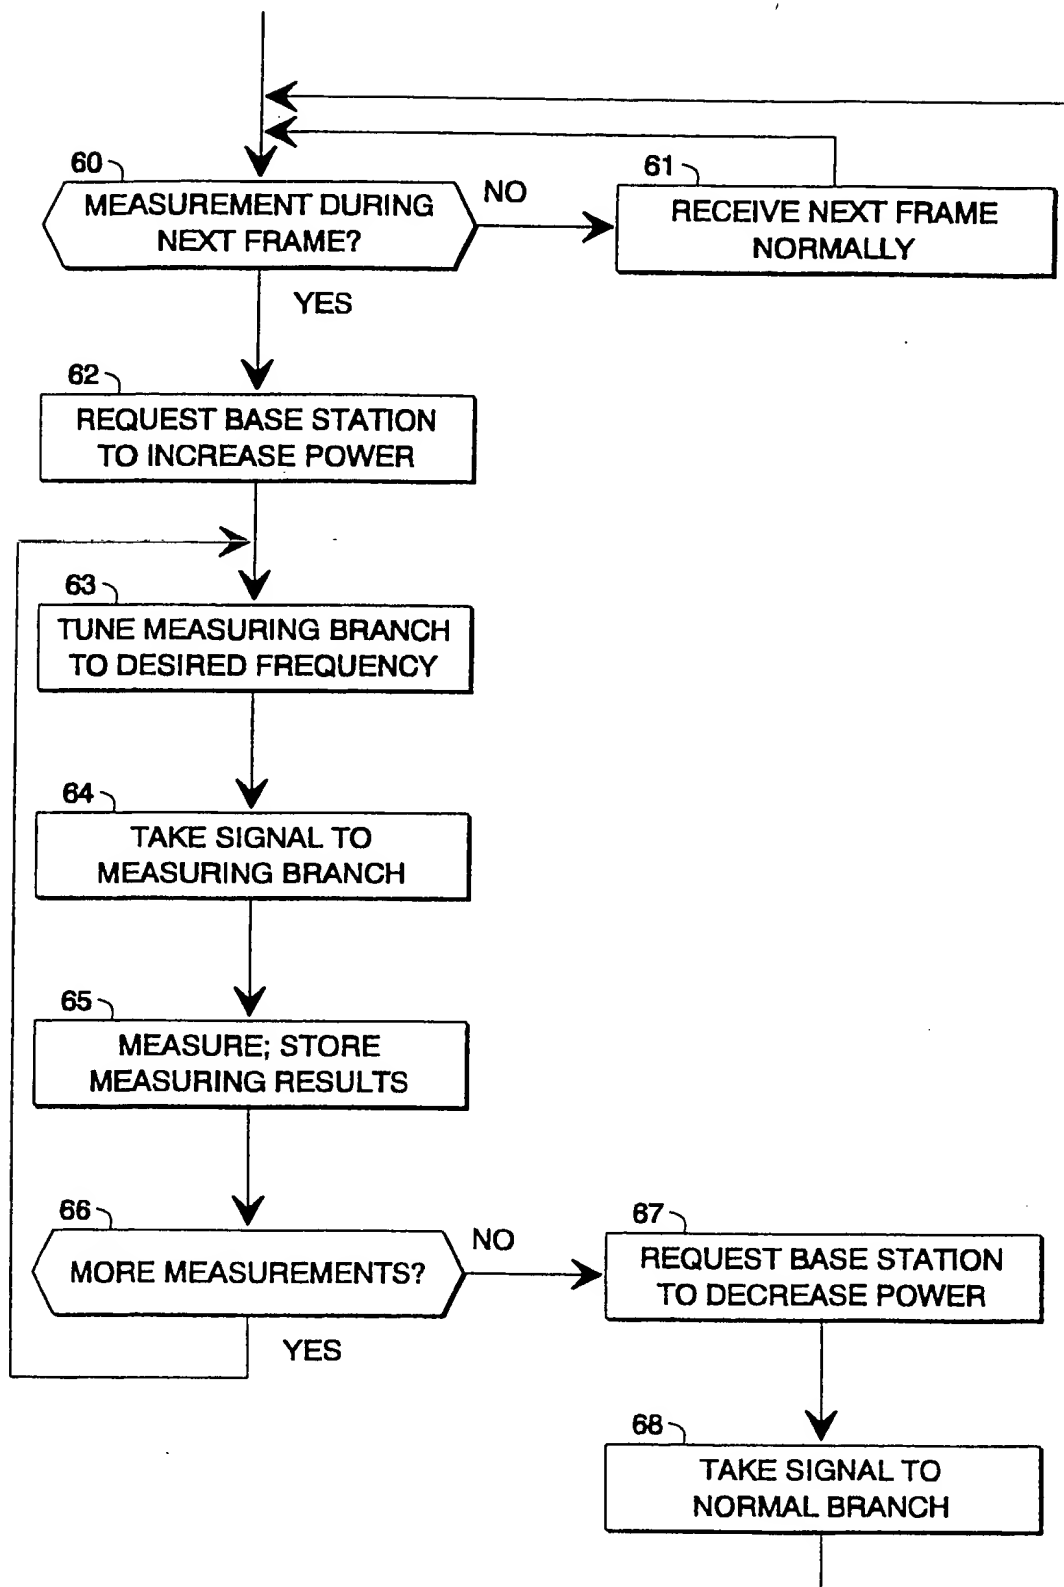 60
MEASUREMENT DURING
NEXT FRAME?
NO
61
RECEIVE NEXT FRAME
NORMALLY
YES
62
REQUEST BASE STATION
TO INCREASE POWER
63
TUNE MEASURING BRANCH
TO DESIRED FREQUENCY
64
TAKE SIGNAL TO
MEASURING BRANCH
65
MEASURE; STORE
MEASURING RESULTS
66
MORE MEASUREMENTS?
NO
67
REQUEST BASE STATION
TO DECREASE POWER
YES
68
TAKE SIGNAL TO
NORMAL BRANCH